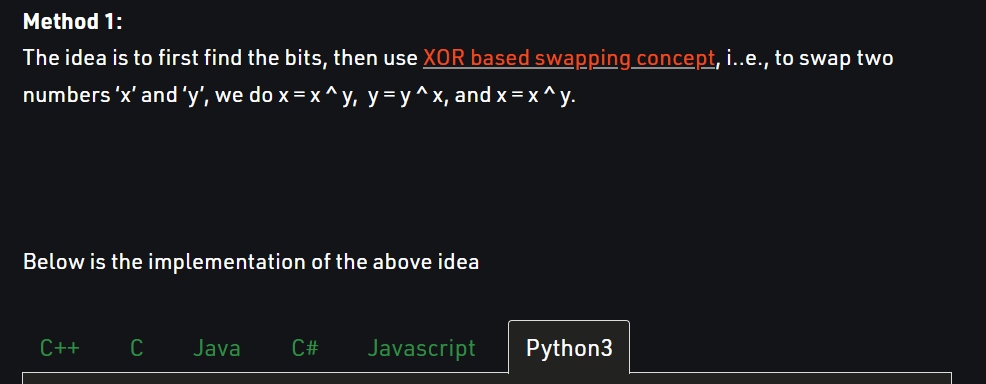 Method 1:
The idea is to first find the bits, then use XOR based swapping concept, i..e., to swap two
numbers ‘x’ and ‘y’, we do x = x ^ y, y = y ^ x, and x = x ^ y.
Below is the implementation of the above idea
C++ C Java C# Javascript Python3